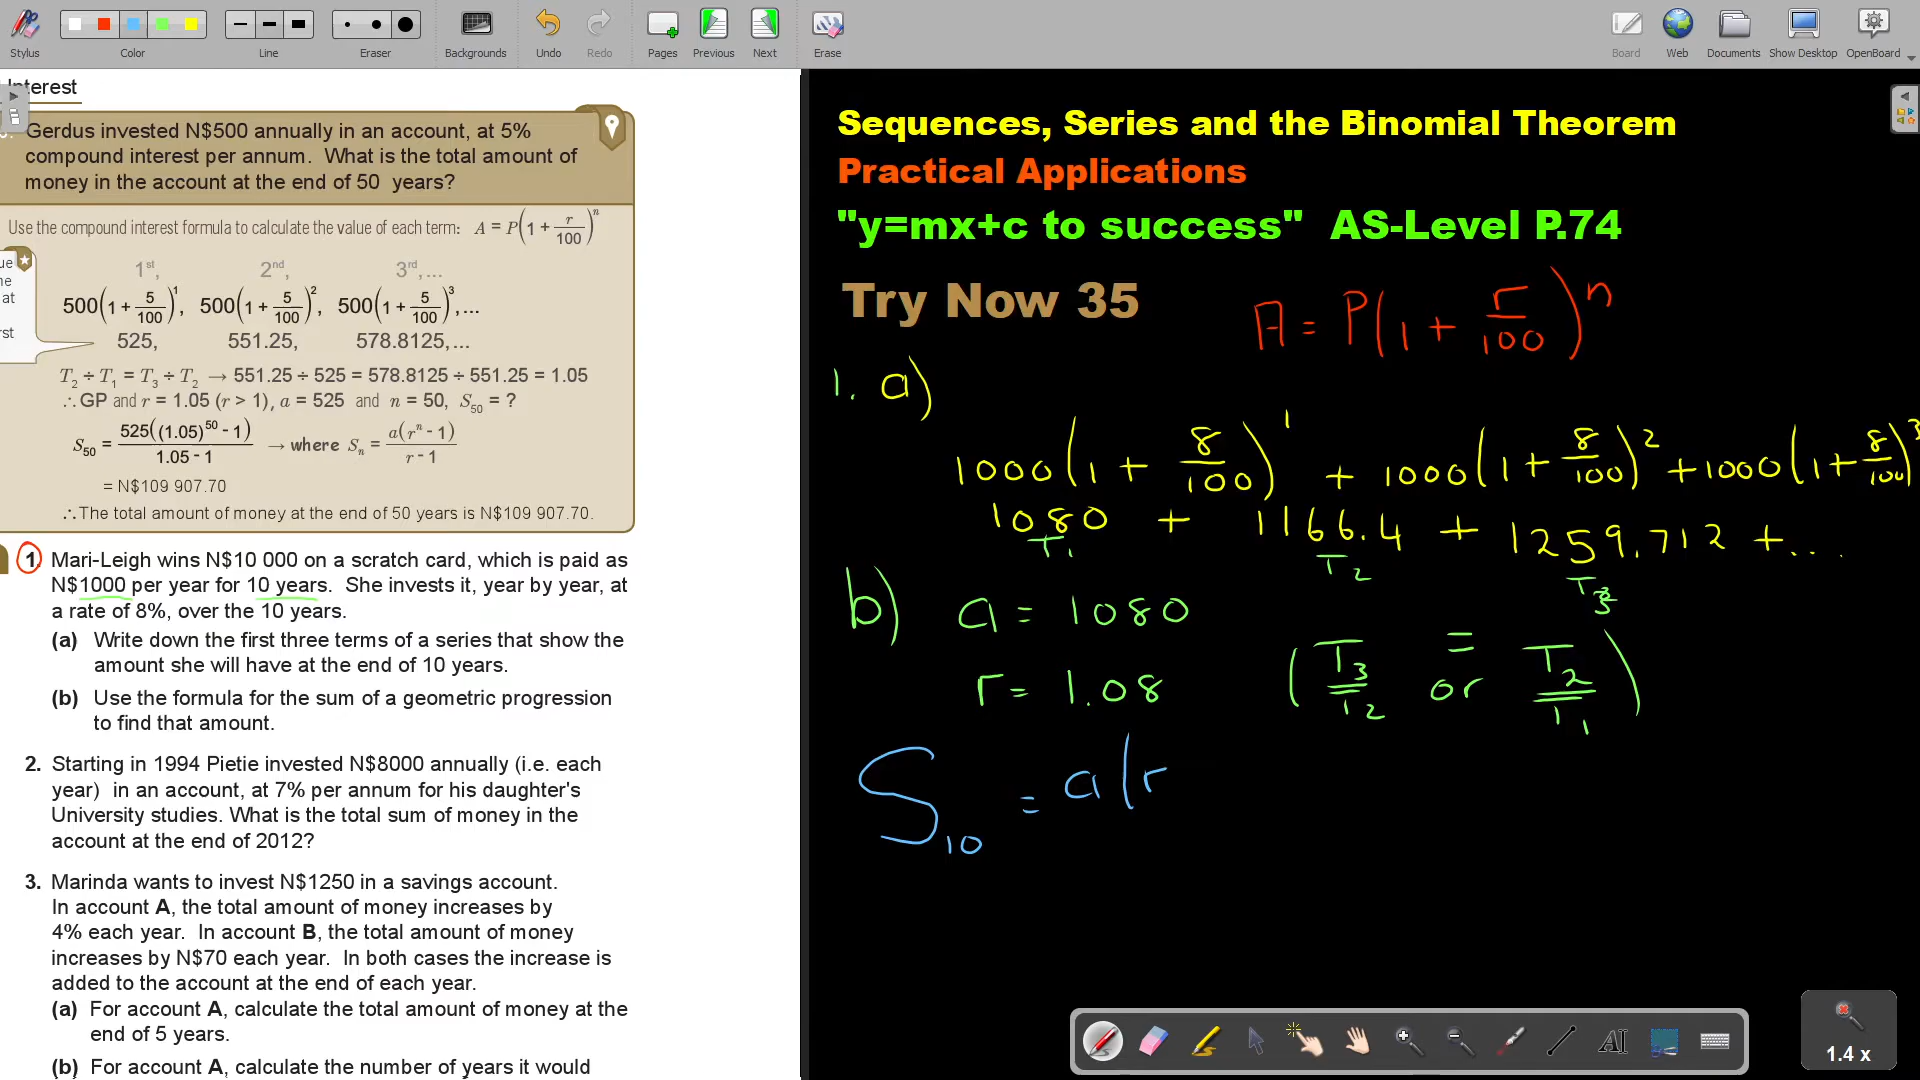 Stylus
Color
Line
Eraser
Backgrounds
Undo
Redo
Pages
Previous
Next
Erase
Board
Web
Documents
Show Desktop
OpenBoard
Interest
Gerdus invested N$500 annually in an account, at 5%
compound interest per annum. What is the total amount of
money in the account at the end of 50 years?
Use the compound interest formula to calculate the value of each term: A = P(1 + r/100)^n
1st, 2nd, 3rd, ...
500(1 + 5/100)^1, 500(1 + 5/100)^2, 500(1 + 5/100)^3, ...
525, 551.25, 578.8125, ...
T2 ÷ T1 = T3 ÷ T2 → 551.25 ÷ 525 = 578.8125 ÷ 551.25 = 1.05
∴GP and r = 1.05 (r > 1), a = 525 and n = 50, S50 = ?
S50 = 525((1.05)^50 - 1)/(1.05 - 1) → where Sn = a(r^n - 1)/(r - 1)
= N$109 907.70
∴The total amount of money at the end of 50 years is N$109 907.70.
1. Mari-Leigh wins N$10 000 on a scratch card, which is paid as
N$1000 per year for 10 years. She invests it, year by year, at
a rate of 8%, over the 10 years.
(a) Write down the first three terms of a series that show the
amount she will have at the end of 10 years.
(b) Use the formula for the sum of a geometric progression
to find that amount.
2. Starting in 1994 Pietie invested N$8000 annually (i.e. each
year) in an account, at 7% per annum for his daughter's
University studies. What is the total sum of money in the
account at the end of 2012?
3. Marinda wants to invest N$1250 in a savings account.
In account A, the total amount of money increases by
4% each year. In account B, the total amount of money
increases by N$70 each year. In both cases the increase is
added to the account at the end of each year.
(a) For account A, calculate the total amount of money at the
end of 5 years.
(b) For account A, calculate the number of years it would
Sequences, Series and the Binomial Theorem
Practical Applications
"y=mx+c to success" AS-Level P.74
Try Now 35
A = P(1 + r/100)^n
1. a)
1000(1 + 8/100)^1 + 1000(1 + 8/100)^2 + 1000(1 + 8/100)^3
1080 + 1166.4 + 1259.712 + ...
T1 T2 T3
b) a = 1080
r = 1.08 (T3/T2 = or T2/T1)
S10 = a(r
1.4 x